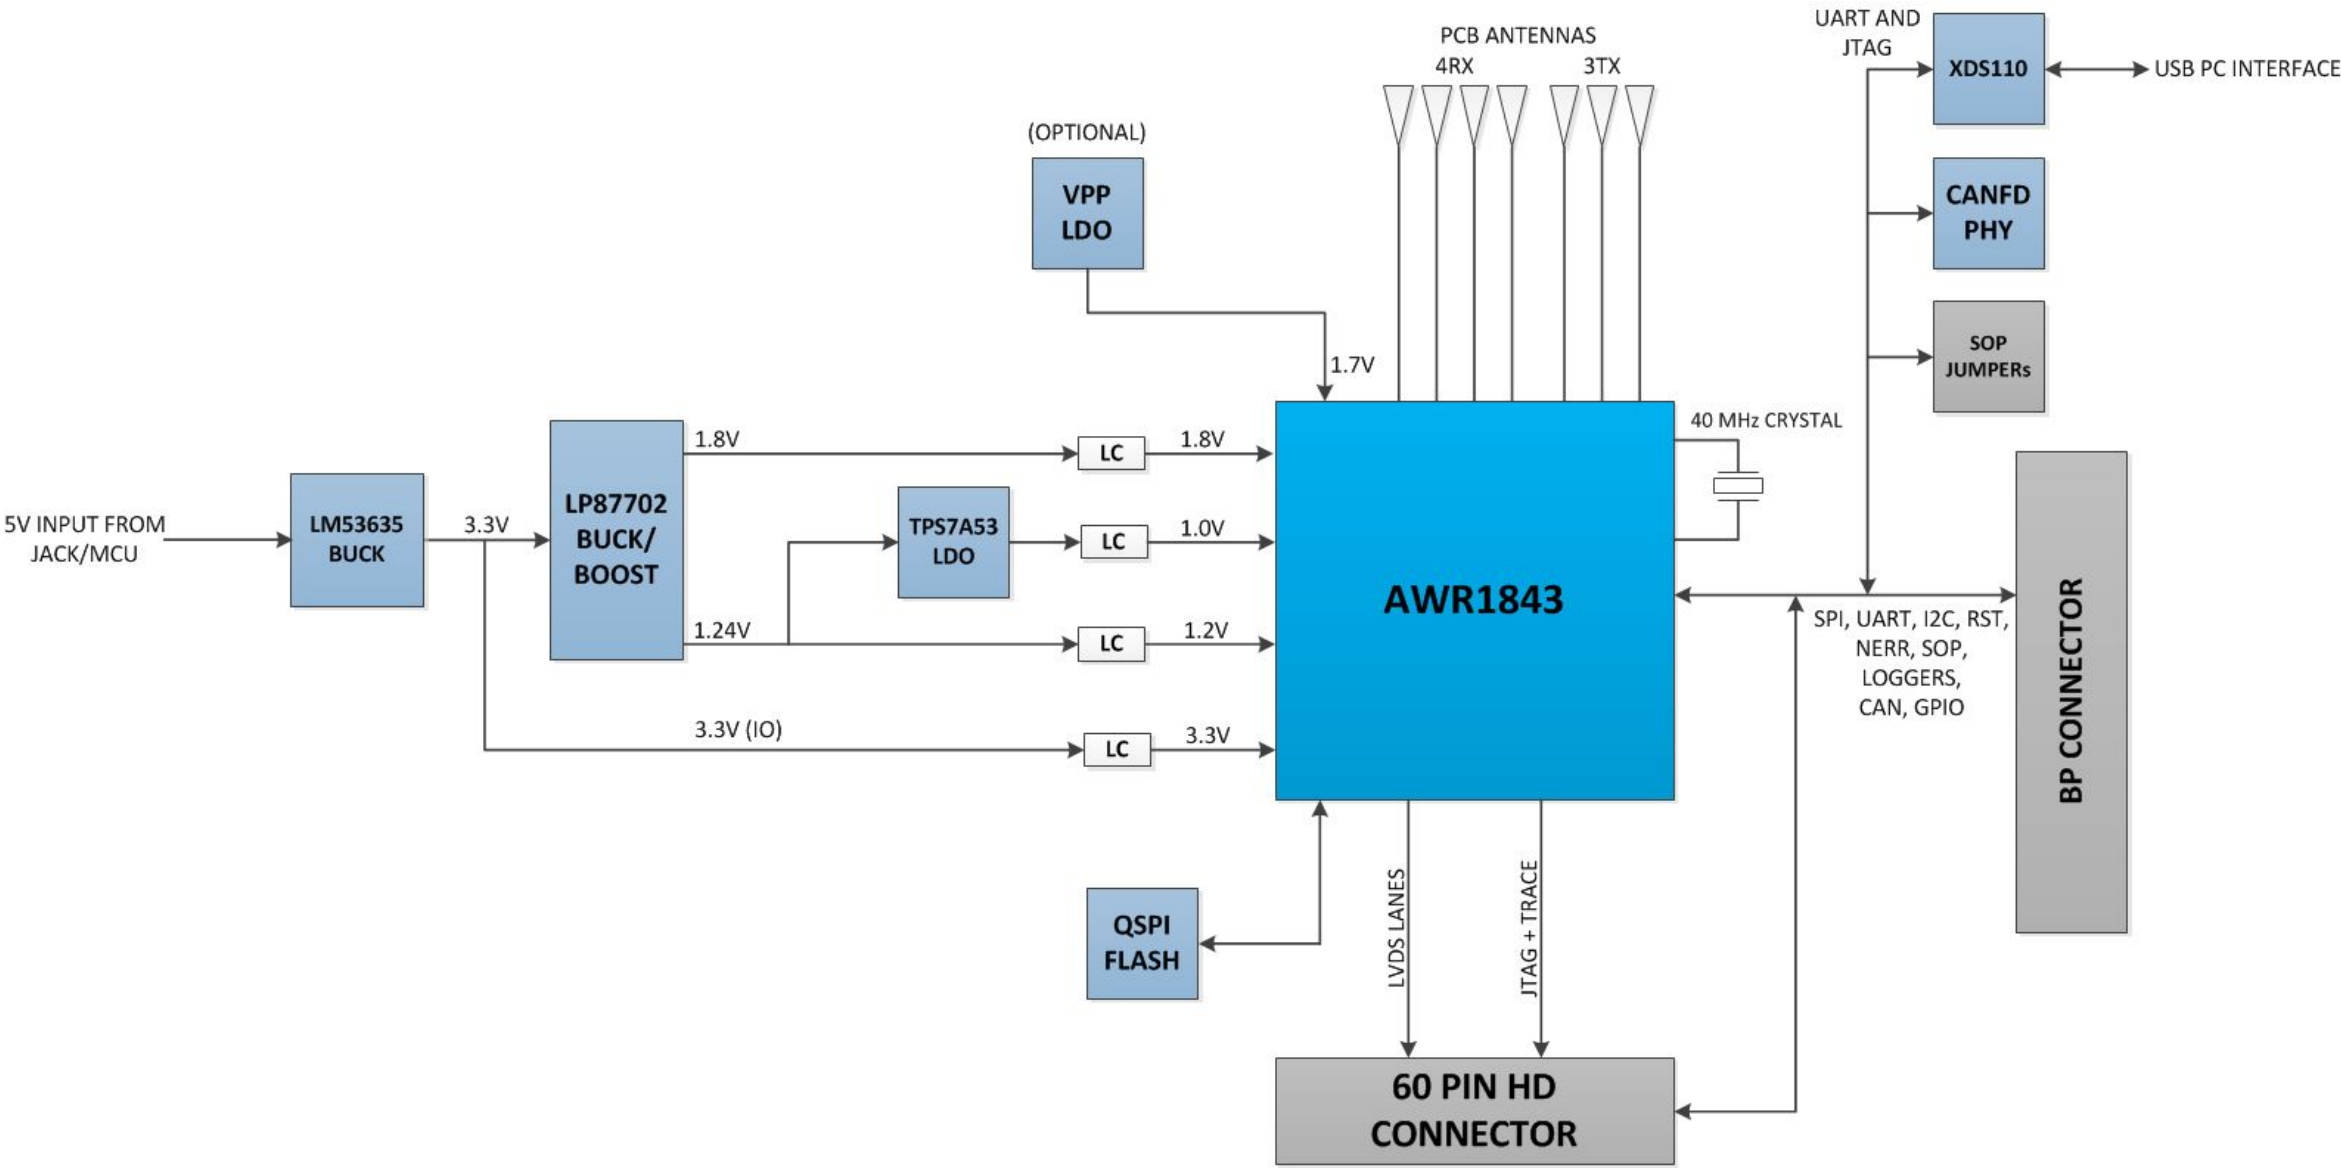 UART AND
JTAG
XDS110
USB PC INTERFACE
PCB ANTENNAS
4RX
3TX
(OPTIONAL)
VPP
LDO
1.7V
CANFD
PHY
SOP
JUMPERs
40 MHz CRYSTAL
5V INPUT FROM
JACK/MCU
LM53635
BUCK
3.3V
LP87702
BUCK/
BOOST
1.8V
LC
1.8V
TPS7A53
LDO
LC
1.0V
1.24V
LC
1.2V
3.3V (IO)
LC
3.3V
AWR1843
SPI, UART, I2C, RST,
NERR, SOP,
LOGGERS,
CAN, GPIO
BP CONNECTOR
QSPI
FLASH
LVDS LANES
JTAG + TRACE
60 PIN HD
CONNECTOR